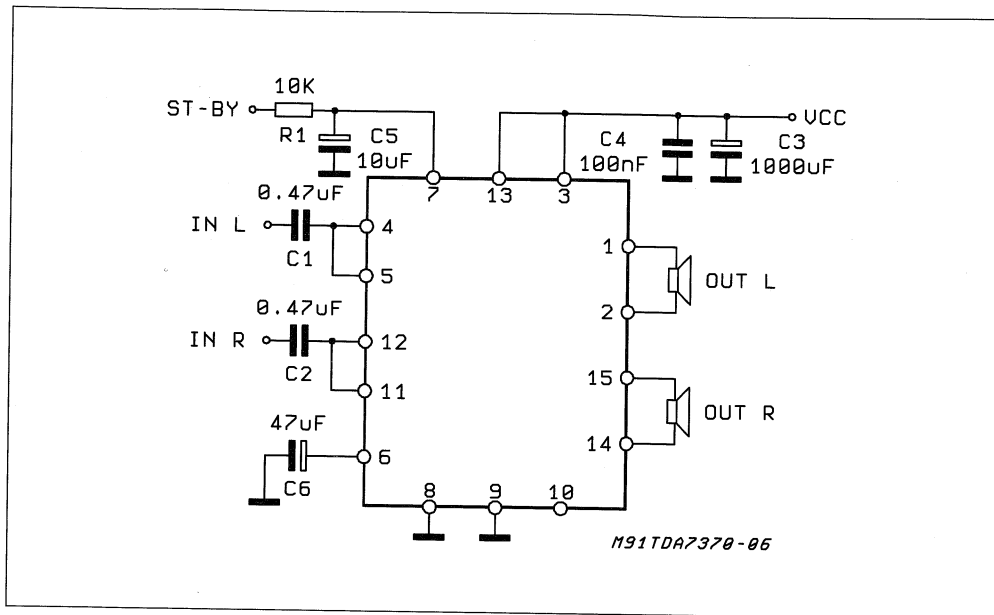 10K
ST-BY
VCC
R1
C5
10uF
C4
100nF
C3
1000uF
7
13
3
0.47uF
IN L
4
C1
5
1
OUT L
2
0.47uF
IN R
12
C2
11
15
OUT R
14
47uF
6
C6
8
9
10
M91TDA7370-06